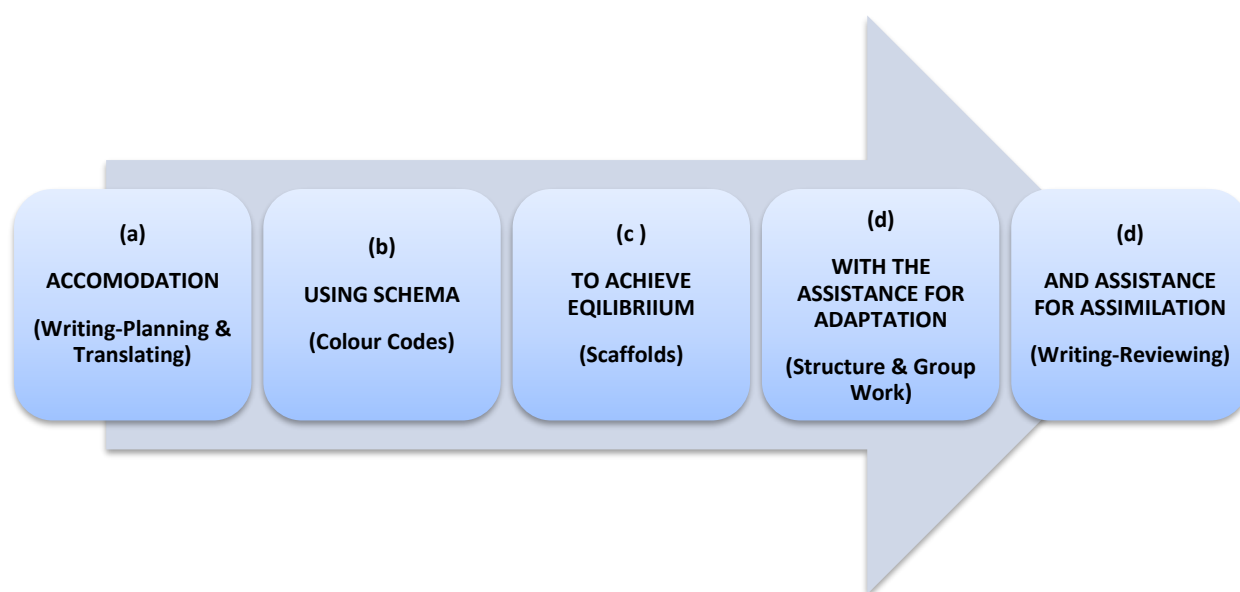 (a)
ACCOMODATION
(Writing-Planning &
Translating)
(b)
USING SCHEMA
(Colour Codes)
(c )
TO ACHIEVE
EQILIBRIIUM
(Scaffolds)
(d)
WITH THE
ASSISTANCE FOR
ADAPTATION
(Structure & Group
Work)
(d)
AND ASSISTANCE
FOR ASSIMILATION
(Writing-Reviewing)